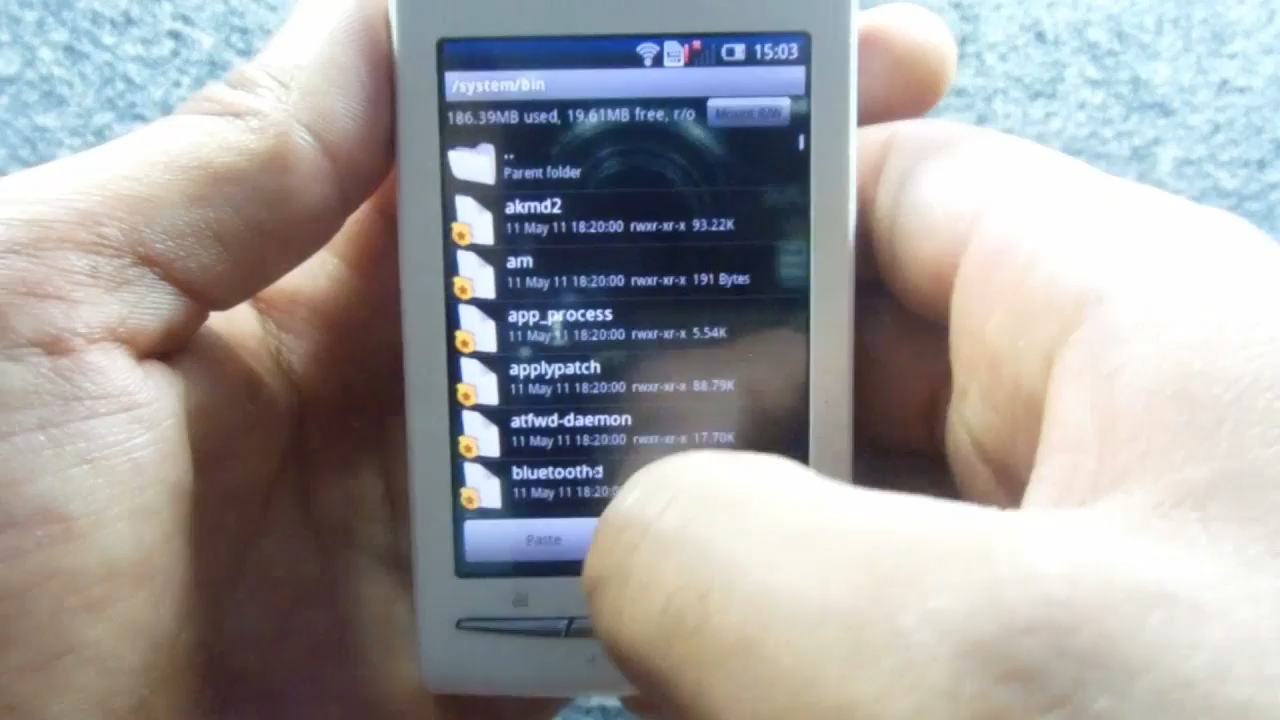 15:03
/system/bin
186.39MB used, 19.61MB free, r/o Mount R/W
..
Parent folder
akmd2
11 May 11 18:20:00 rwxr-xr-x 93.22K
am
11 May 11 18:20:00 rwxr-xr-x 191 Bytes
app_process
11 May 11 18:20:00 rwxr-xr-x 5.54K
applypatch
11 May 11 18:20:00 rwxr-xr-x 88.79K
atfwd-daemon
11 May 11 18:20:00 rwxr-xr-x 17.70K
bluetoothd
11 May 11 18:20:0
Paste